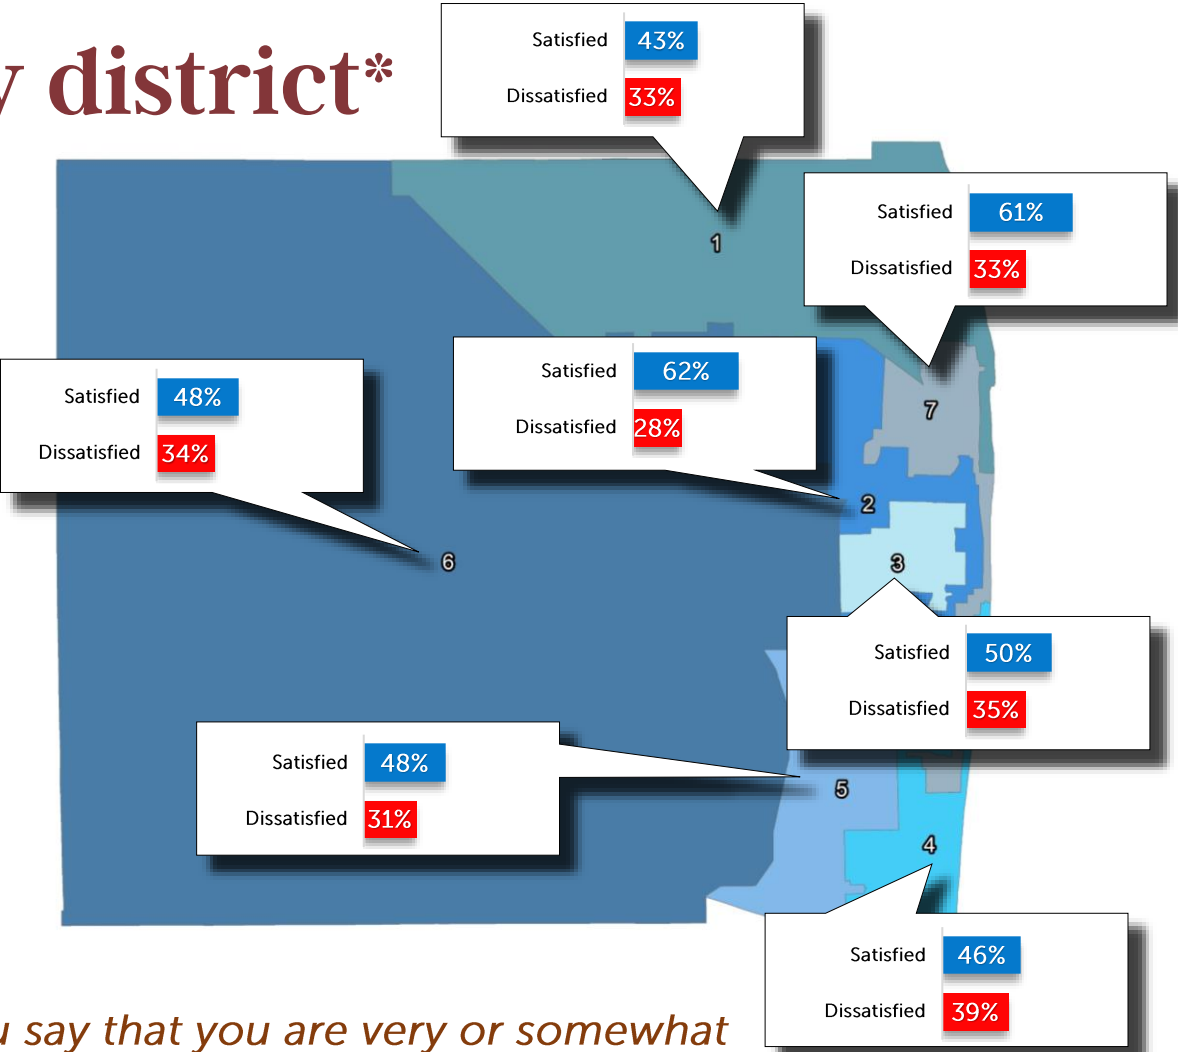 y district*
Satisfied 43%
Dissatisfied 33%
1
Satisfied 61%
Dissatisfied 33%
7
Satisfied 62%
Dissatisfied 28%
2
Satisfied 48%
Dissatisfied 34%
6
3
Satisfied 50%
Dissatisfied 35%
Satisfied 48%
Dissatisfied 31%
5
4
Satisfied 46%
Dissatisfied 39%
u say that you are very or somewhat